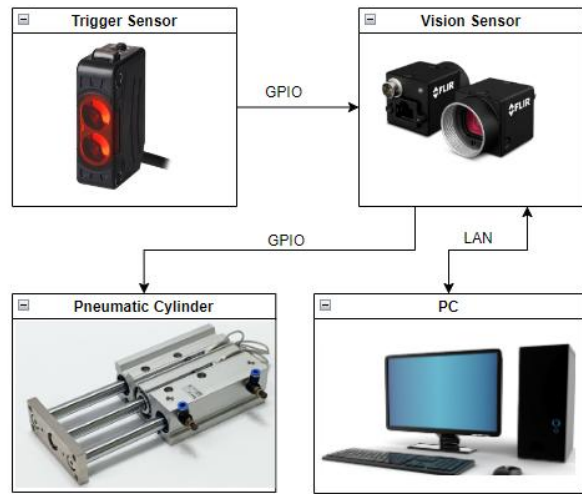 Trigger Sensor
Vision Sensor
GPIO
FLIR
FLIR
GPIO
LAN
Pneumatic Cylinder
PC